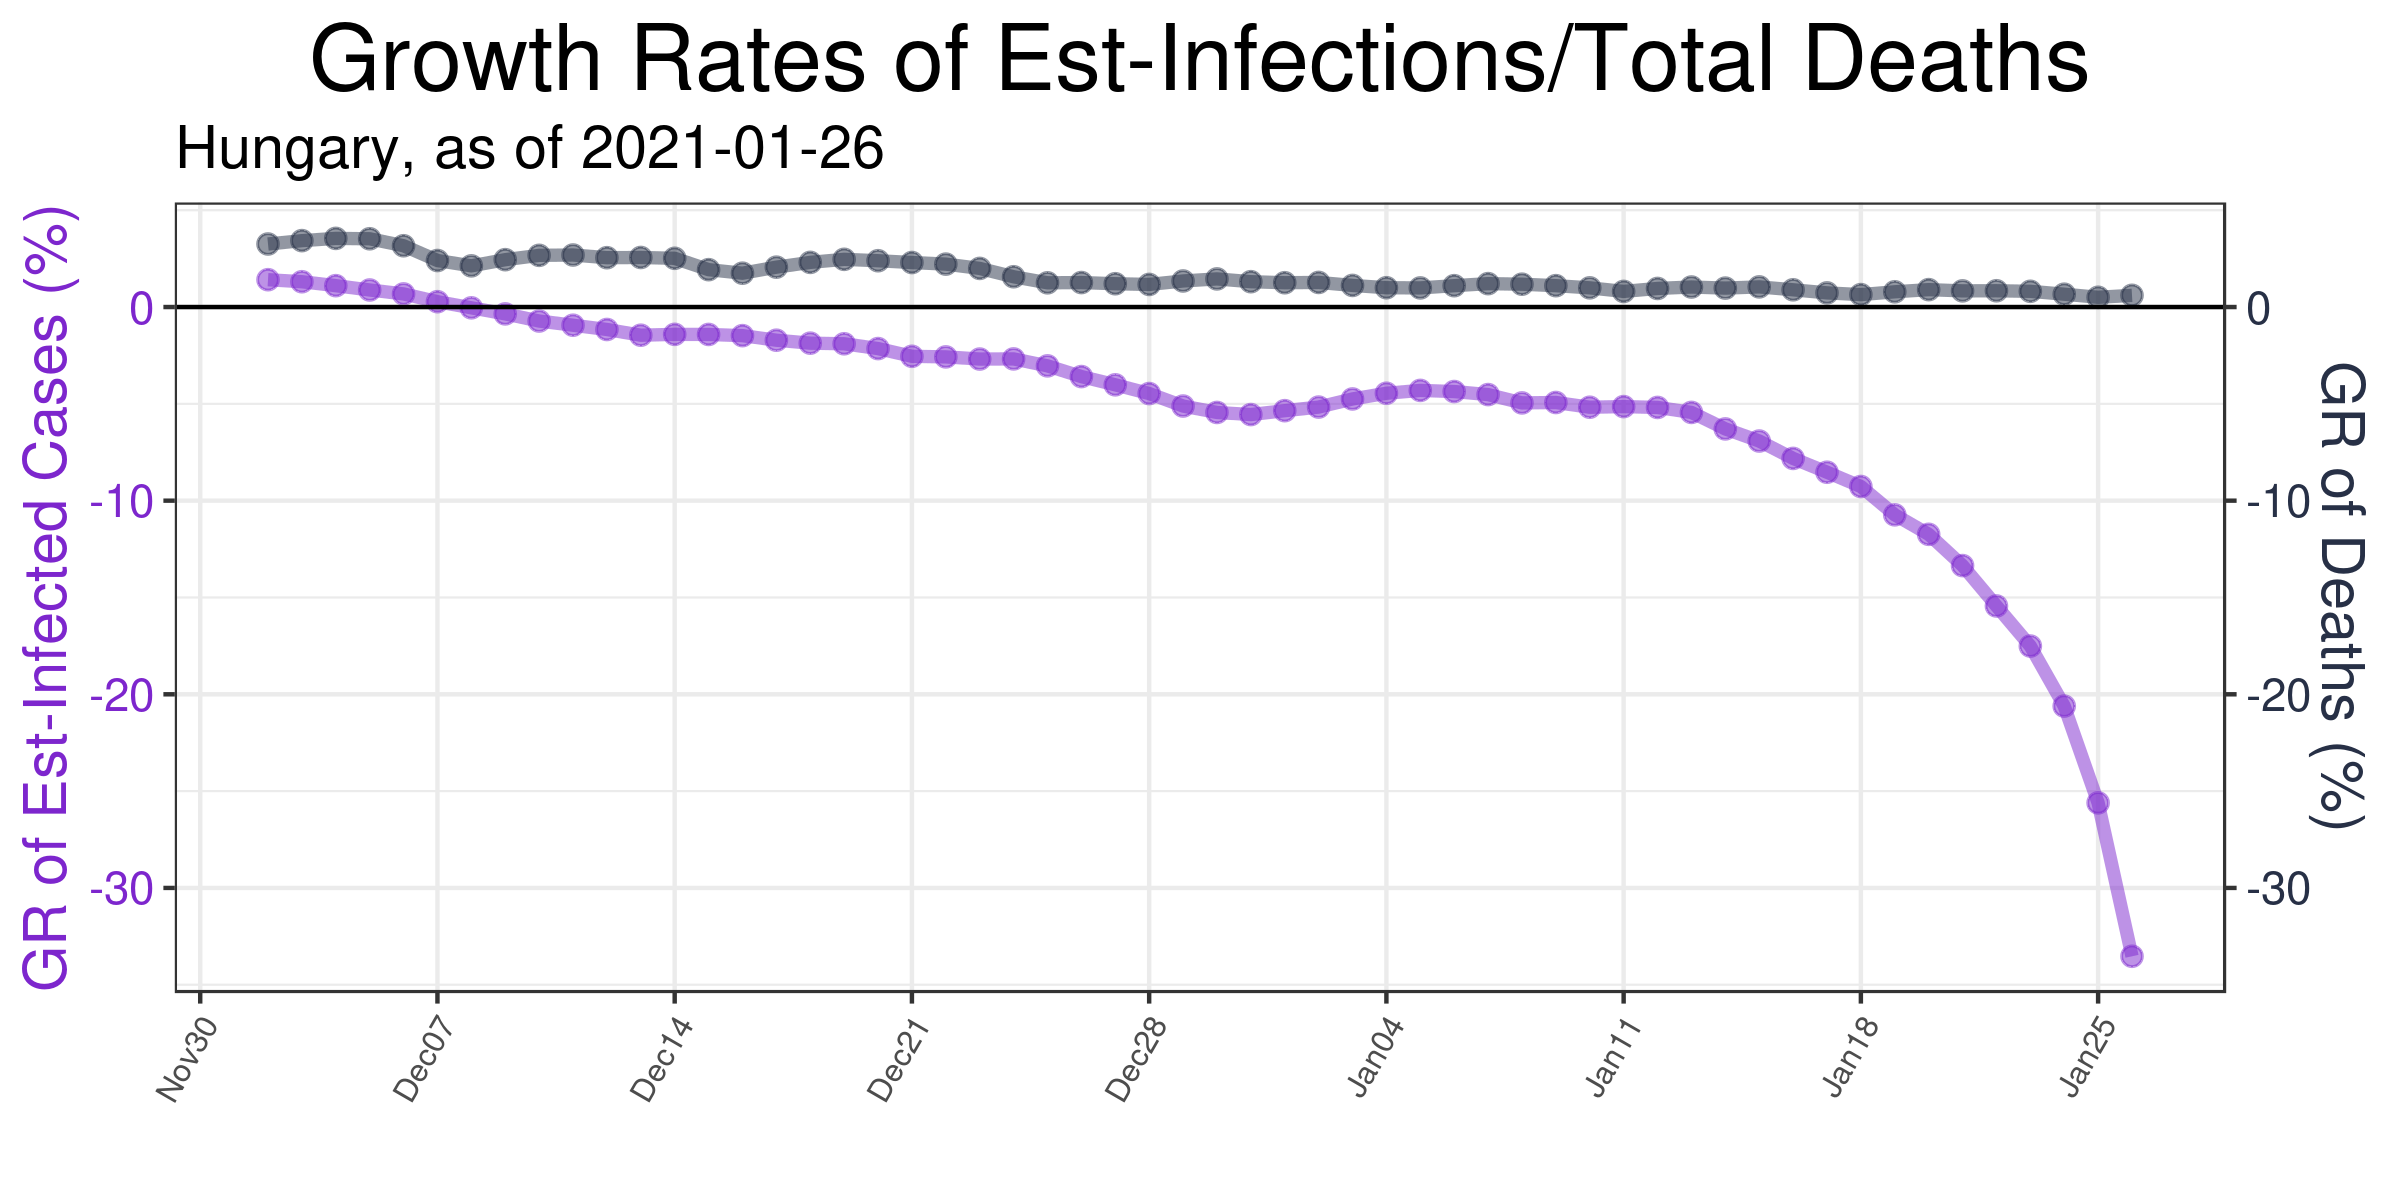 Growth Rates of Est-Infections/Total Deaths
Hungary, as of 2021-01-26
GR of Est-Infected Cases (%)
0
-10
-20
-30
0
-10
-20
-30
GR of Deaths (%)
Nov30
Dec07
Dec14
Dec21
Dec28
Jan04
Jan11
Jan18
Jan25